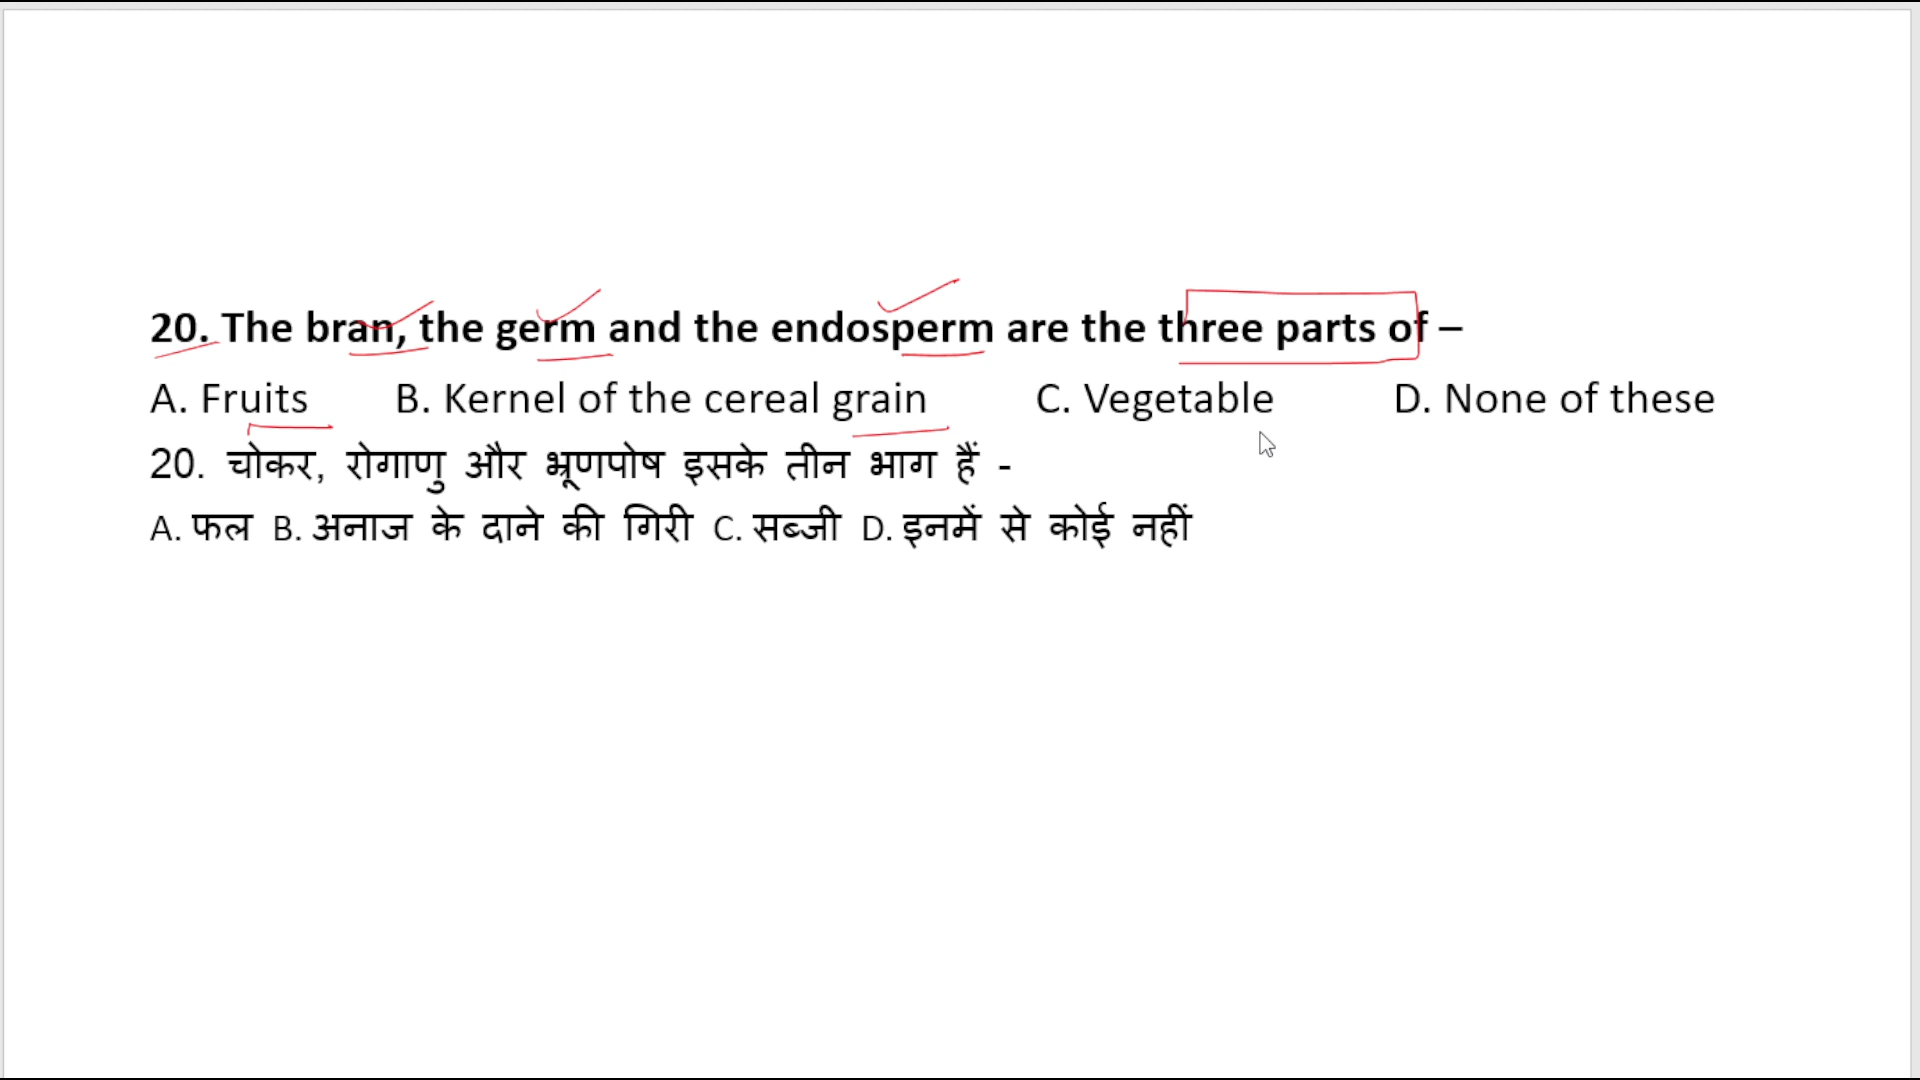 20. The bran, the germ and the endosperm are the three parts of –
A. Fruits B. Kernel of the cereal grain C. Vegetable D. None of these
20. चोकर, रोगाणु और भ्रूणपोष इसके तीन भाग हैं -
A. फल B. अनाज के दाने की गिरी C. सब्जी D. इनमें से कोई नहीं